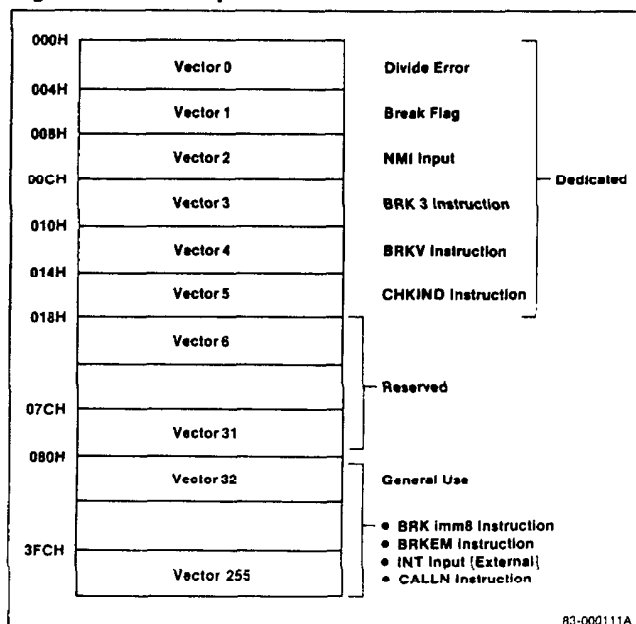 000H
Vector 0 Divide Error
004H
Vector 1 Break Flag
008H
Vector 2 NMI Input
00CH
Dedicated
Vector 3 BRK 3 Instruction
010H
Vector 4 BRKV Instruction
014H
Vector 5 CHKIND Instruction
018H
Vector 6
Reserved
07CH
Vector 31
080H
Vector 32 General Use
• BRK imm8 Instruction
• BRKEM Instruction
3FCH
• INT Input (External)
Vector 255
• CALLN Instruction
83-000111A